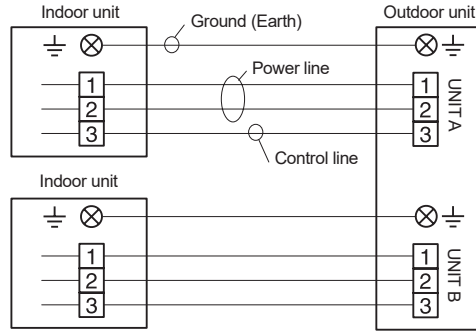 Indoor unit
Outdoor unit
Ground (Earth)
Power line
1 1
2 2
3 3
UNIT A
Control line
Indoor unit
1 1
2 2
3 3
UNIT B